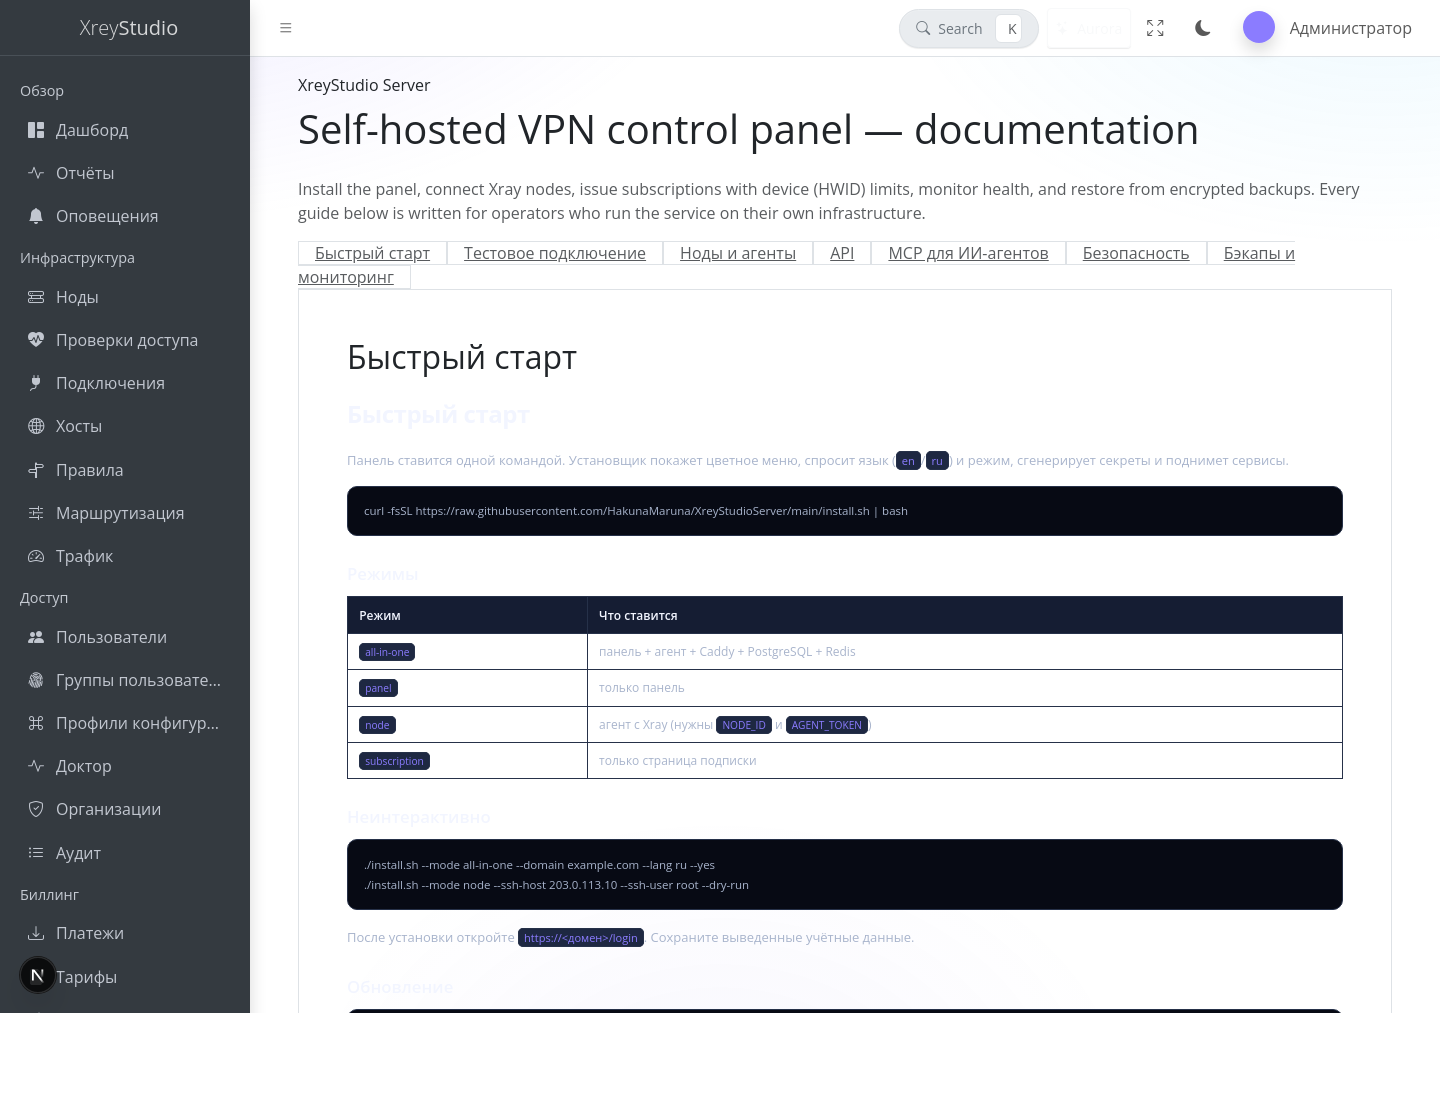 XreyStudio
Search K
Администратор
Обзор
Дашборд
Отчёты
Оповещения
Инфраструктура
Ноды
Проверки доступа
Подключения
Хосты
Правила
Маршрутизация
Трафик
Доступ
Пользователи
Группы пользовате...
Профили конфигур...
Доктор
Организации
Аудит
Биллинг
Платежи
N Тарифы
XreyStudio Server
Self-hosted VPN control panel — documentation
Install the panel, connect Xray nodes, issue subscriptions with device (HWID) limits, monitor health, and restore from encrypted backups. Every
guide below is written for operators who run the service on their own infrastructure.
Быстрый старт Тестовое подключение Ноды и агенты API MCP для ИИ-агентов Безопасность Бэкапы и
мониторинг
Быстрый старт
Быстрый старт
Панель ставится одной командой. Установщик покажет цветное меню, спросит язык (en/ru) и режим, сгенерирует секреты и поднимет сервисы.
curl -fsSL https://raw.githubusercontent.com/HakunaMaruna/XreyStudioServer/main/install.sh | bash
Режимы
Режим Что ставится
all-in-one панель + агент + Caddy + PostgreSQL + Redis
panel только панель
node агент с Xray (нужны NODE_ID и AGENT_TOKEN)
subscription только страница подписки
Неинтерактивно
./install.sh --mode all-in-one --domain example.com --lang ru --yes
./install.sh --mode node --ssh-host 203.0.113.10 --ssh-user root --dry-run
После установки откройте https://<домен>/login. Сохраните выведенные учётные данные.
Обновление